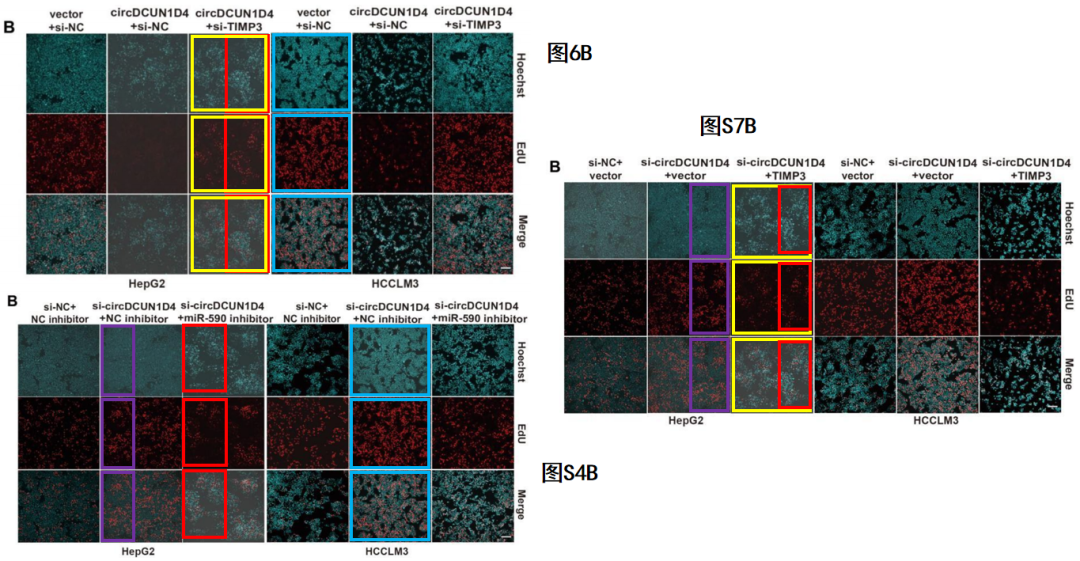 B
vector
+si-NC
circDCUN1D4
+si-NC
circDCUN1D4
+si-TIMP3
vector
+si-NC
circDCUN1D4
+si-NC
circDCUN1D4
+si-TIMP3
Hoechst
EdU
Merge
HepG2
HCCLM3
图6B
图S7B
B
si-NC+
vector
si-circDCUN1D4
+vector
si-circDCUN1D4
+TIMP3
si-NC+
vector
si-circDCUN1D4
+vector
si-circDCUN1D4
+TIMP3
Hoechst
EdU
Merge
HepG2
HCCLM3
B
si-NC+
NC inhibitor
si-circDCUN1D4
+NC inhibitor
si-circDCUN1D4
+miR-590 inhibitor
si-NC+
NC inhibitor
si-circDCUN1D4
+NC inhibitor
si-circDCUN1D4
+miR-590 inhibitor
Hoechst
EdU
Merge
HepG2
HCCLM3
图S4B